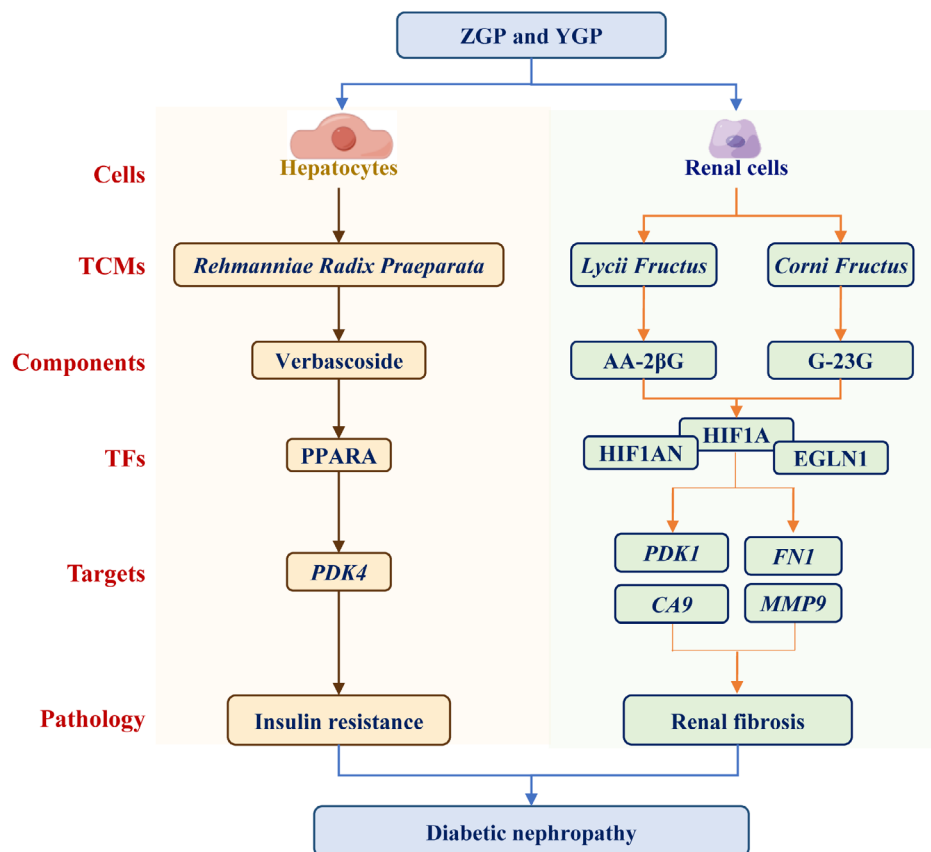 ZGP and YGP
Cells
Hepatocytes
Renal cells
TCMs
Rehmanniae Radix Praeparata
Lycii Fructus
Corni Fructus
Components
Verbascoside
AA-2βG
G-23G
TFs
PPARA
HIF1AN
HIF1A
EGLN1
Targets
PDK4
PDK1
FN1
CA9
MMP9
Pathology
Insulin resistance
Renal fibrosis
Diabetic nephropathy